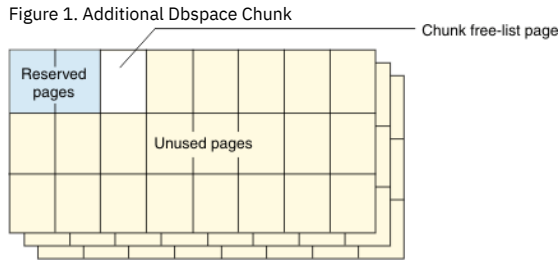 Figure 1. Additional Dbspace Chunk
Chunk free-list page
Reserved
pages
Unused pages